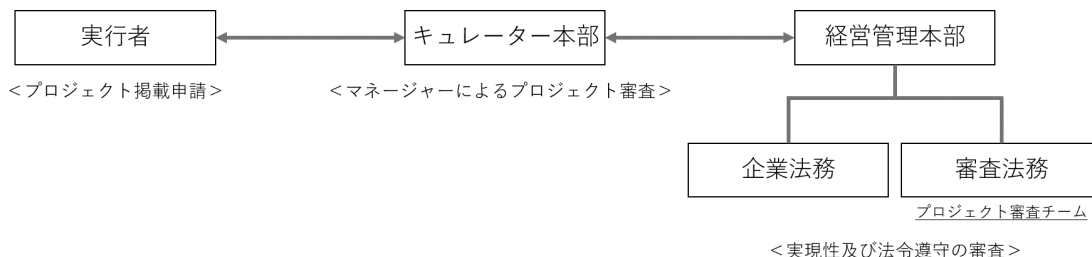 実行者
キュレーター本部
経営管理本部
<プロジェクト掲載申請>
<マネージャーによるプロジェクト審査>
企業法務
審査法務
プロジェクト審査チーム
<実現性及び法令遵守の審査>